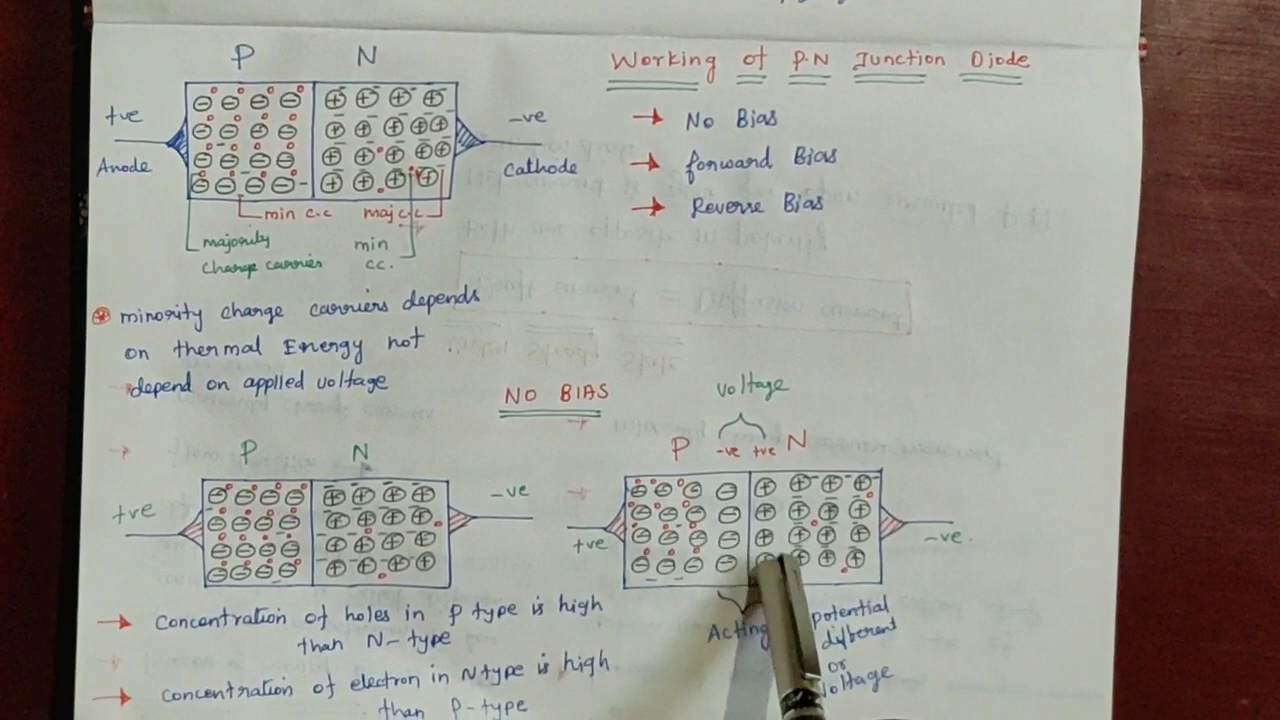 P N
+ve
Anode
-ve
Cathode
min c.c
maj c.c
majority
charge carrier
min
cc.
Working of P.N Junction Diode
→ No Bias
→ forward Bias
→ Reverse Bias
minority charge carriers depends
on thermal Energy not
depend on applied voltage
NO BIAS
voltage
P N
+ve
-ve
P -ve +ve N
+ve
-ve.
→ Concentration of holes in P type is high
than N-type
→ concentration of electron in N type is high
than P-type
Acting potential
different
or
voltage